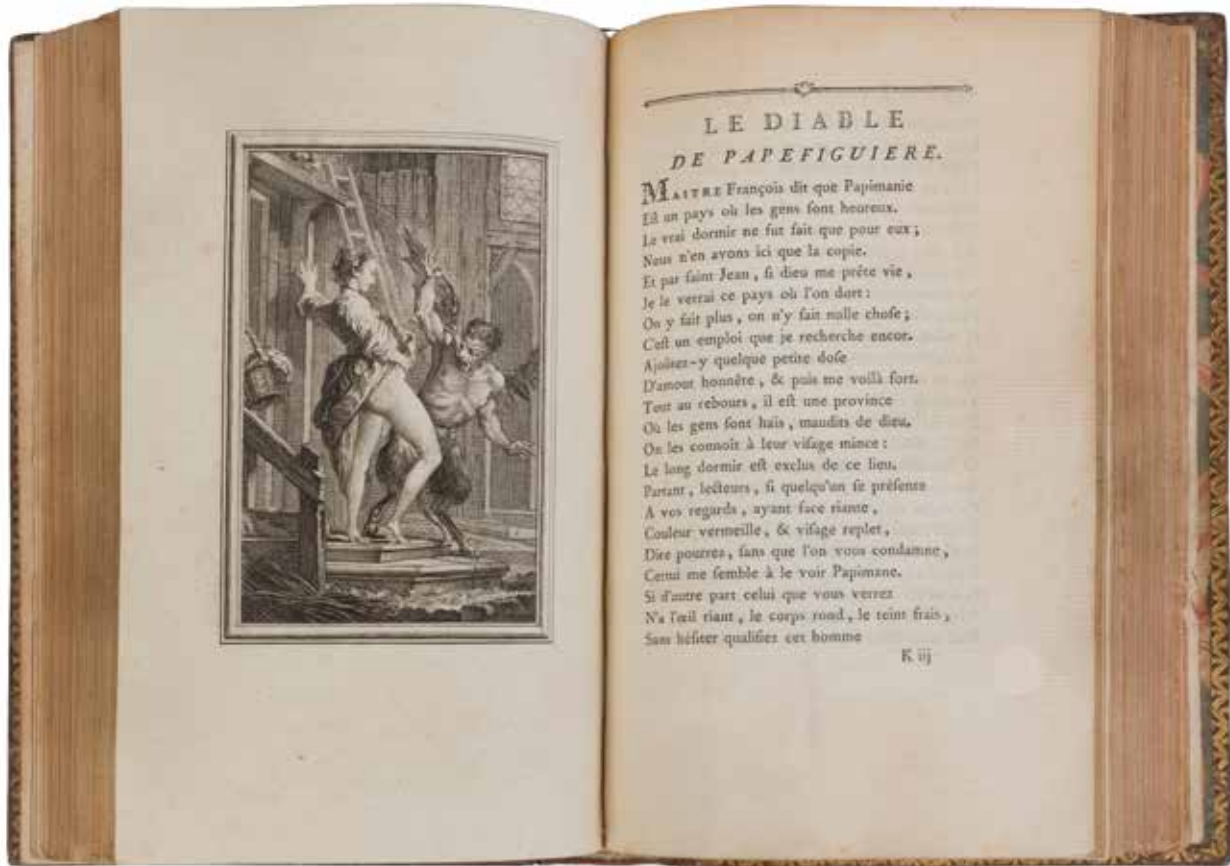 LE DIABLE
DE PAPEFIGUIERE.
MAITRE François dit que Papimanie
Eſt un pays où les gens ſont heureux.
Le vrai dormir ne fut fait que pour eux ;
Nous n'en avons ici que la copie.
Et par ſaint Jean, ſi dieu me prête vie,
Je le verrai ce pays où l'on dort :
On y fait plus, on n'y fait nulle choſe ;
C'eſt un emploi que je recherche encor.
Ajoûtez-y quelque petite doſe
D'amour honnête, & puis me voilà fort.
Tout au rebours, il eſt une province
Où les gens ſont haïs, maudits de dieu.
On les connoît à leur viſage mince :
Le long dormir eſt exclus de ce lieu.
Partant, lecteurs, ſi quelqu'un ſe préſente
A vos regards, ayant face riante,
Couleur vermeille, & viſage replet,
Dire pourrez, ſans que l'on vous condamne,
Cetui me ſemble à le voir Papimane.
Si d'autre part celui que vous verrez
N'a l'œil riant, le corps rond, le teint frais,
Sans héſiter qualifiez cet homme
K iij